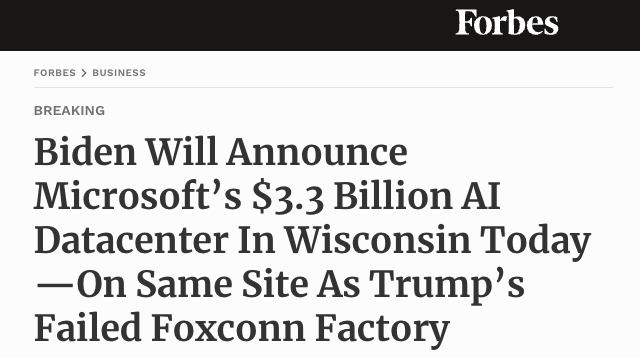 Forbes
FORBES > BUSINESS
BREAKING
Biden Will Announce
Microsoft’s $3.3 Billion AI
Datacenter In Wisconsin Today
—On Same Site As Trump’s
Failed Foxconn Factory